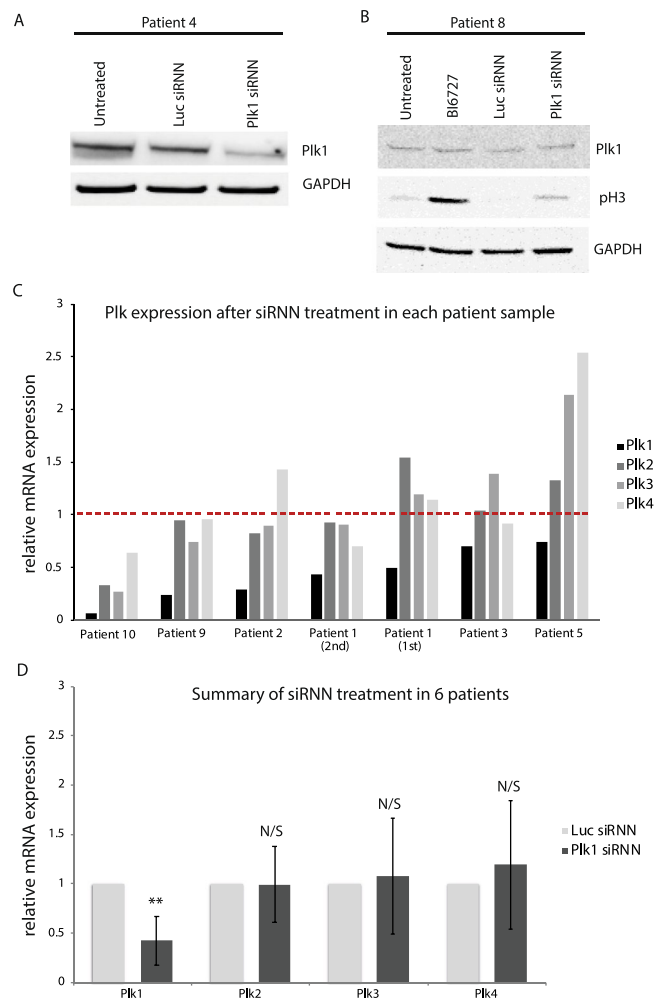 A
Patient 4
Untreated
Luc siRNN
Plk1 siRNN
Plk1
GAPDH
B
Patient 8
Untreated
BI6727
Luc siRNN
Plk1 siRNN
Plk1
pH3
GAPDH
C
Plk expression after siRNN treatment in each patient sample
relative mRNA expression
3
2.5
2
1.5
1
0.5
0
Patient 10
Patient 9
Patient 2
Patient 1
(2nd)
Patient 1
(1st)
Patient 3
Patient 5
Plk1
Plk2
Plk3
Plk4
D
Summary of siRNN treatment in 6 patients
relative mRNA expression
3
2.5
2
1.5
1
0.5
0
**
N/S
N/S
N/S
Plk1
Plk2
Plk3
Plk4
Luc siRNN
Plk1 siRNN